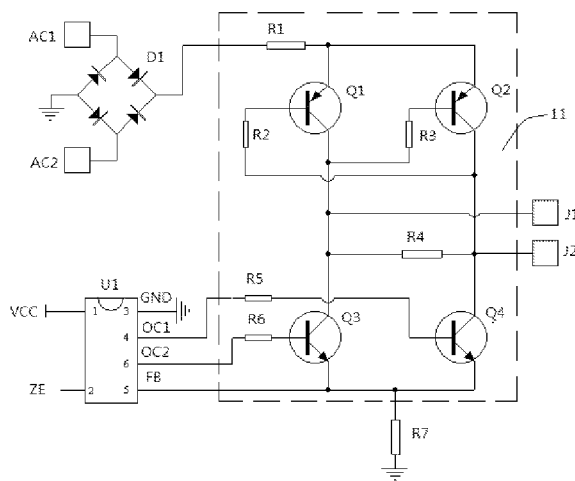 AC1
D1
R1
Q1
Q2
11
R2
R3
AC2
J1
R4
J2
U1
R5
VCC
1
3
GND
4
OC1
R6
Q3
Q4
6
OC2
ZE
2
5
FB
R7